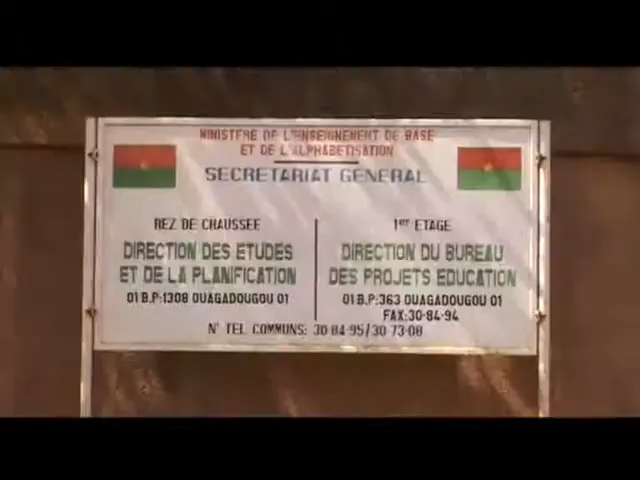 MINISTERE DE L'ENSEIGNEMENT DE BASE
ET DE L'ALPHABETISATION
SECRETARIAT GENERAL
REZ DE CHAUSSEE
DIRECTION DES ETUDES
ET DE LA PLANIFICATION
01 B.P:1308 OUAGADOUGOU 01
1er ETAGE
DIRECTION DU BUREAU
DES PROJETS EDUCATION
01 B.P:363 OUAGADOUGOU 01
FAX:30-84-94
N° TEL COMMUNS: 30-84-95/30-73-08